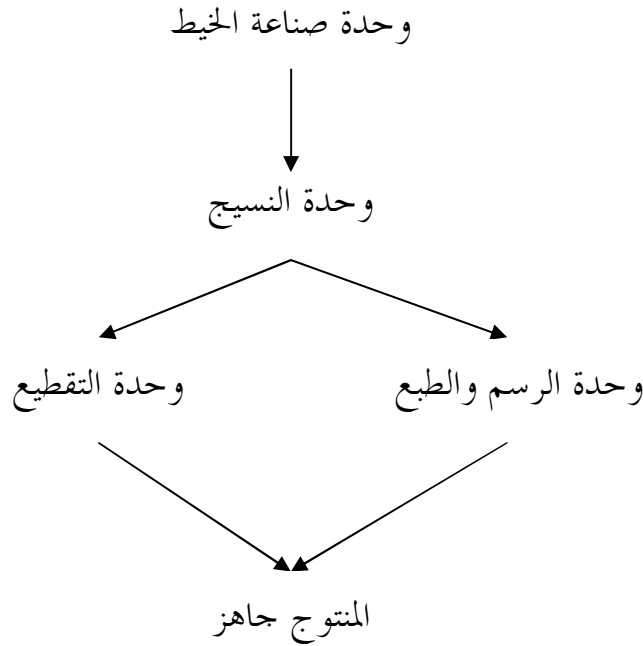 وحدة صناعة الخيط
وحدة النسيج
وحدة الرسم والطبع
وحدة التقطيع
المنتوج جاهز